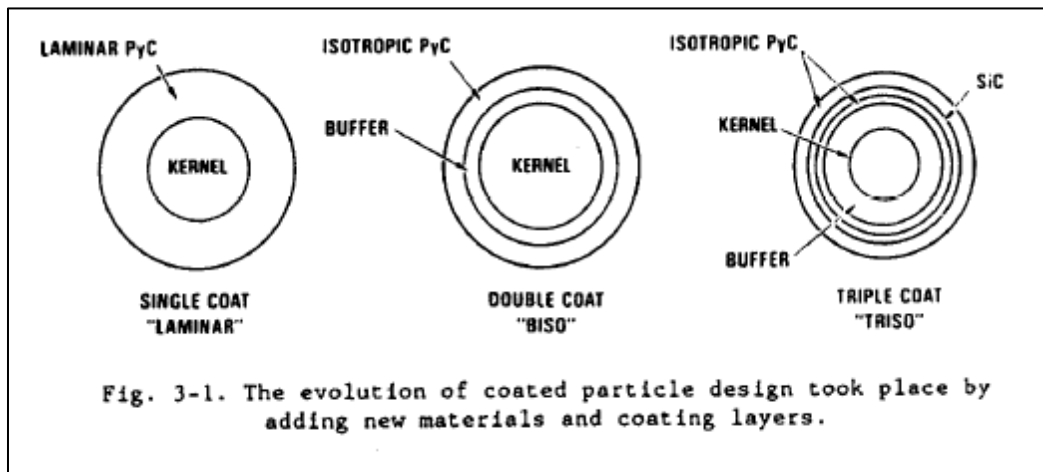 LAMINAR PyC
KERNEL
SINGLE COAT
"LAMINAR"
ISOTROPIC PyC
BUFFER
KERNEL
DOUBLE COAT
"BISO"
ISOTROPIC PyC
SiC
KERNEL
BUFFER
TRIPLE COAT
"TRISO"
Fig. 3-1. The evolution of coated particle design took place by
adding new materials and coating layers.